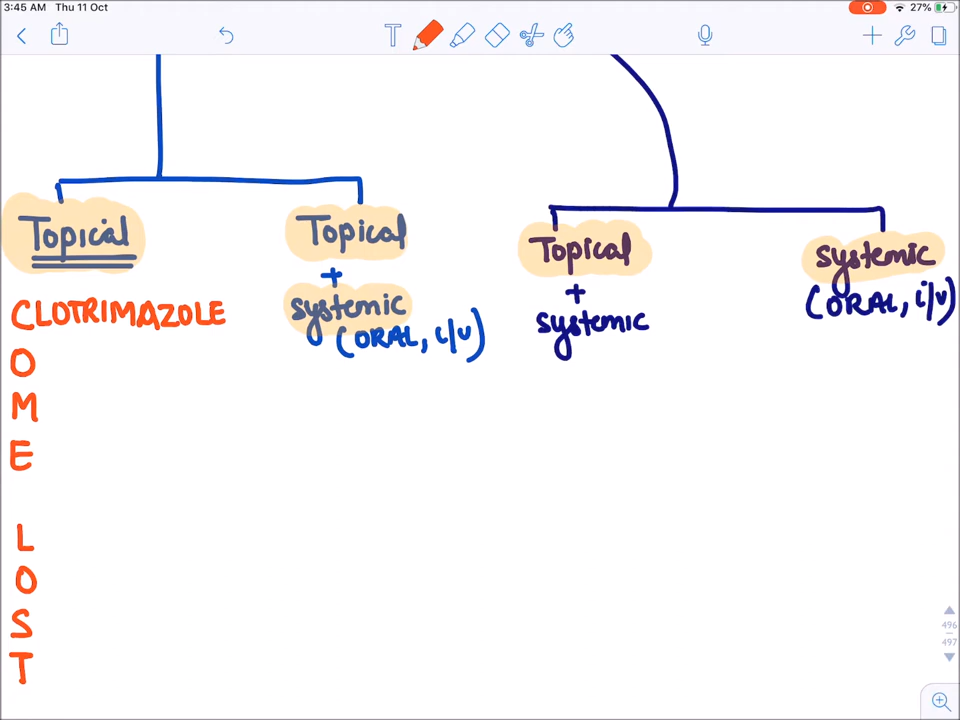 3:45 AM Thu 11 Oct
27%
T
Topical
CLOTRIMAZOLE
O
M
E
L
O
S
T
Topical
+
systemic
(ORAL, i/v)
Topical
+
systemic
systemic
(ORAL, i/v)
496
497